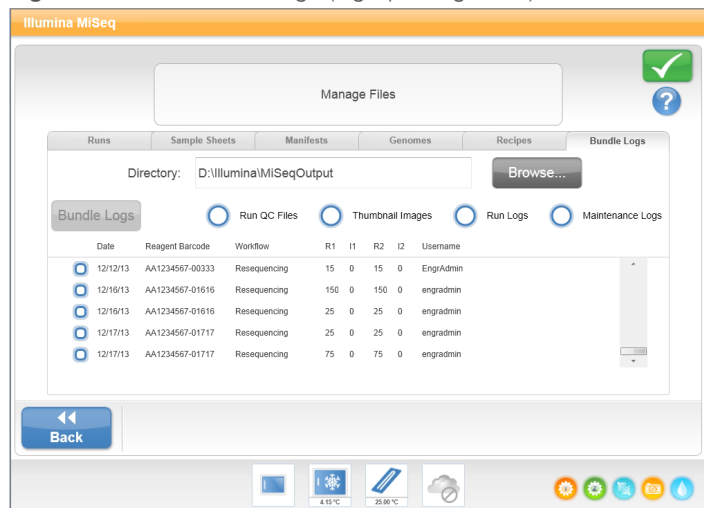 Illumina MiSeq
Manage Files
Runs Sample Sheets Manifests Genomes Recipes Bundle Logs
Directory: D:\Illumina\MiSeqOutput Browse...
Bundle Logs Run QC Files Thumbnail Images Run Logs Maintenance Logs
Date Reagent Barcode Workflow R1 I1 R2 I2 Username
12/12/13 AA1234567-00333 Resequencing 15 0 15 0 EngrAdmin
12/16/13 AA1234567-01616 Resequencing 150 0 150 0 engradmin
12/16/13 AA1234567-01616 Resequencing 25 0 25 0 engradmin
12/17/13 AA1234567-01717 Resequencing 25 0 25 0 engradmin
12/17/13 AA1234567-01717 Resequencing 75 0 75 0 engradmin
Back
4.15 °C 25.00 °C